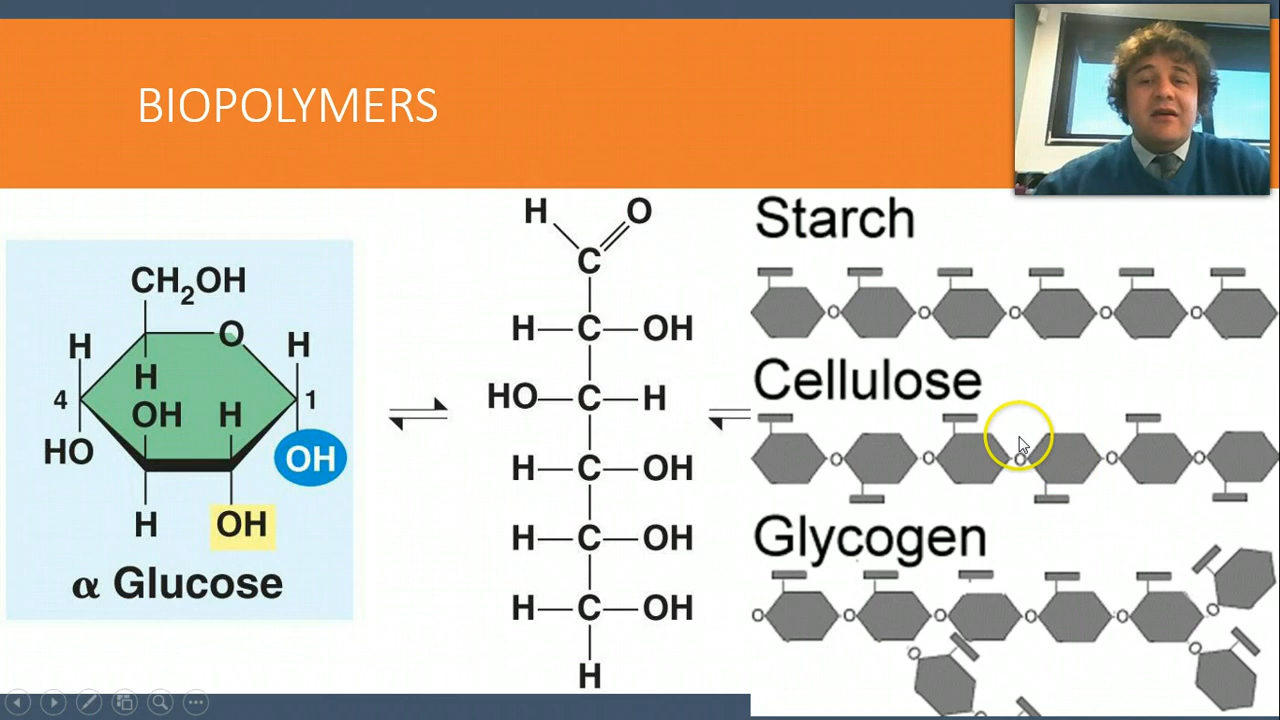 BIOPOLYMERS
CH2OH
O
H
H
H
4
1
OH
H
HO
OH
H
OH
α Glucose
H
O
C
H—C—OH
HO—C—H
H—C—OH
H—C—OH
H—C—OH
H
Starch
o
o
o
o
o
Cellulose
o
o
o
o
o
Glycogen
o
o
o
o
o
o
o
o